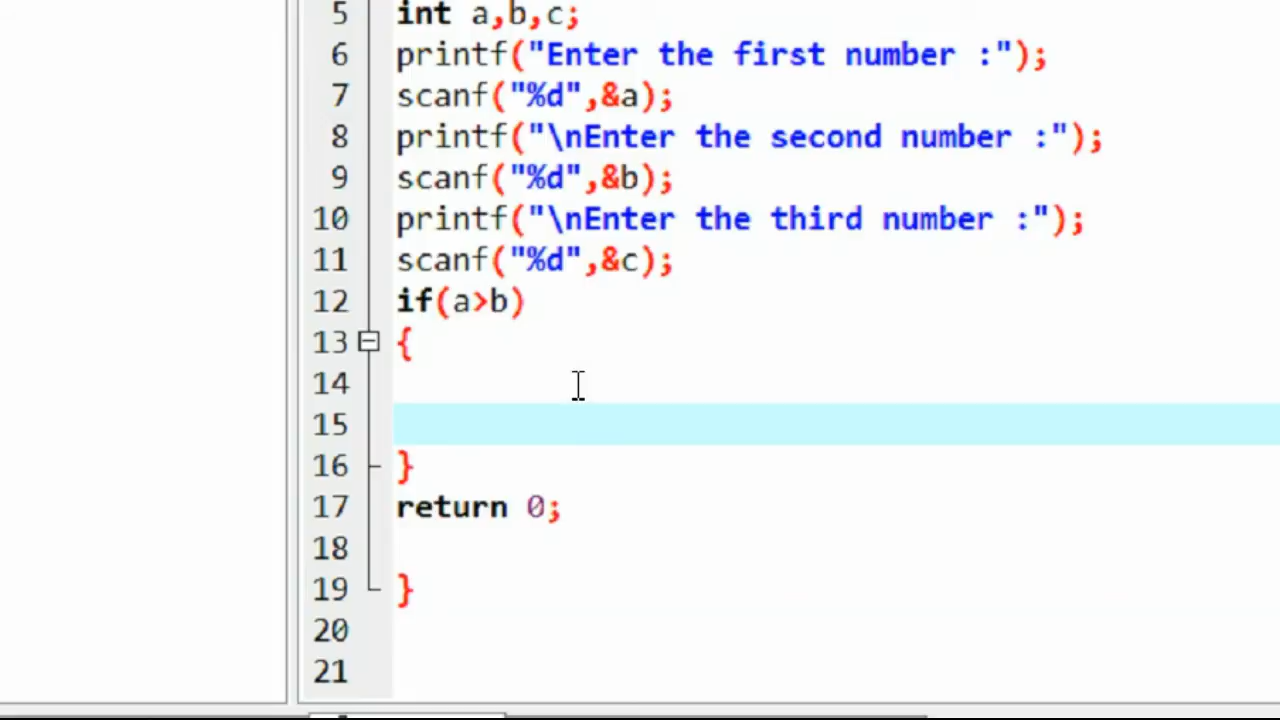 5 int a,b,c;
6 printf("Enter the first number :");
7 scanf("%d",&a);
8 printf("\nEnter the second number :");
9 scanf("%d",&b);
10 printf("\nEnter the third number :");
11 scanf("%d",&c);
12 if(a>b)
13 {
14
15
16 }
17 return 0;
18
19 }
20
21